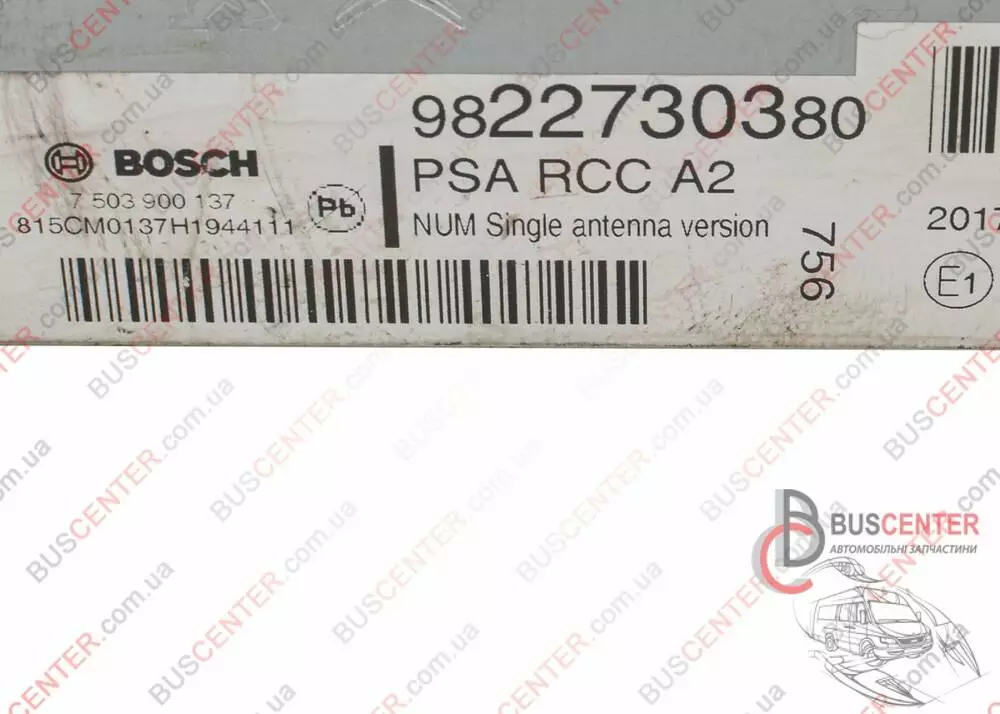 9822730380
BOSCH
PSA RCC A2
7 503 900 137
Pb
815CM0137H1944111
NUM Single antenna version
2017
756
E1
BUSCENTER
АВТОМОБІЛЬНІ ЗАПЧАСТИНИ
BUSCENTER.com.ua